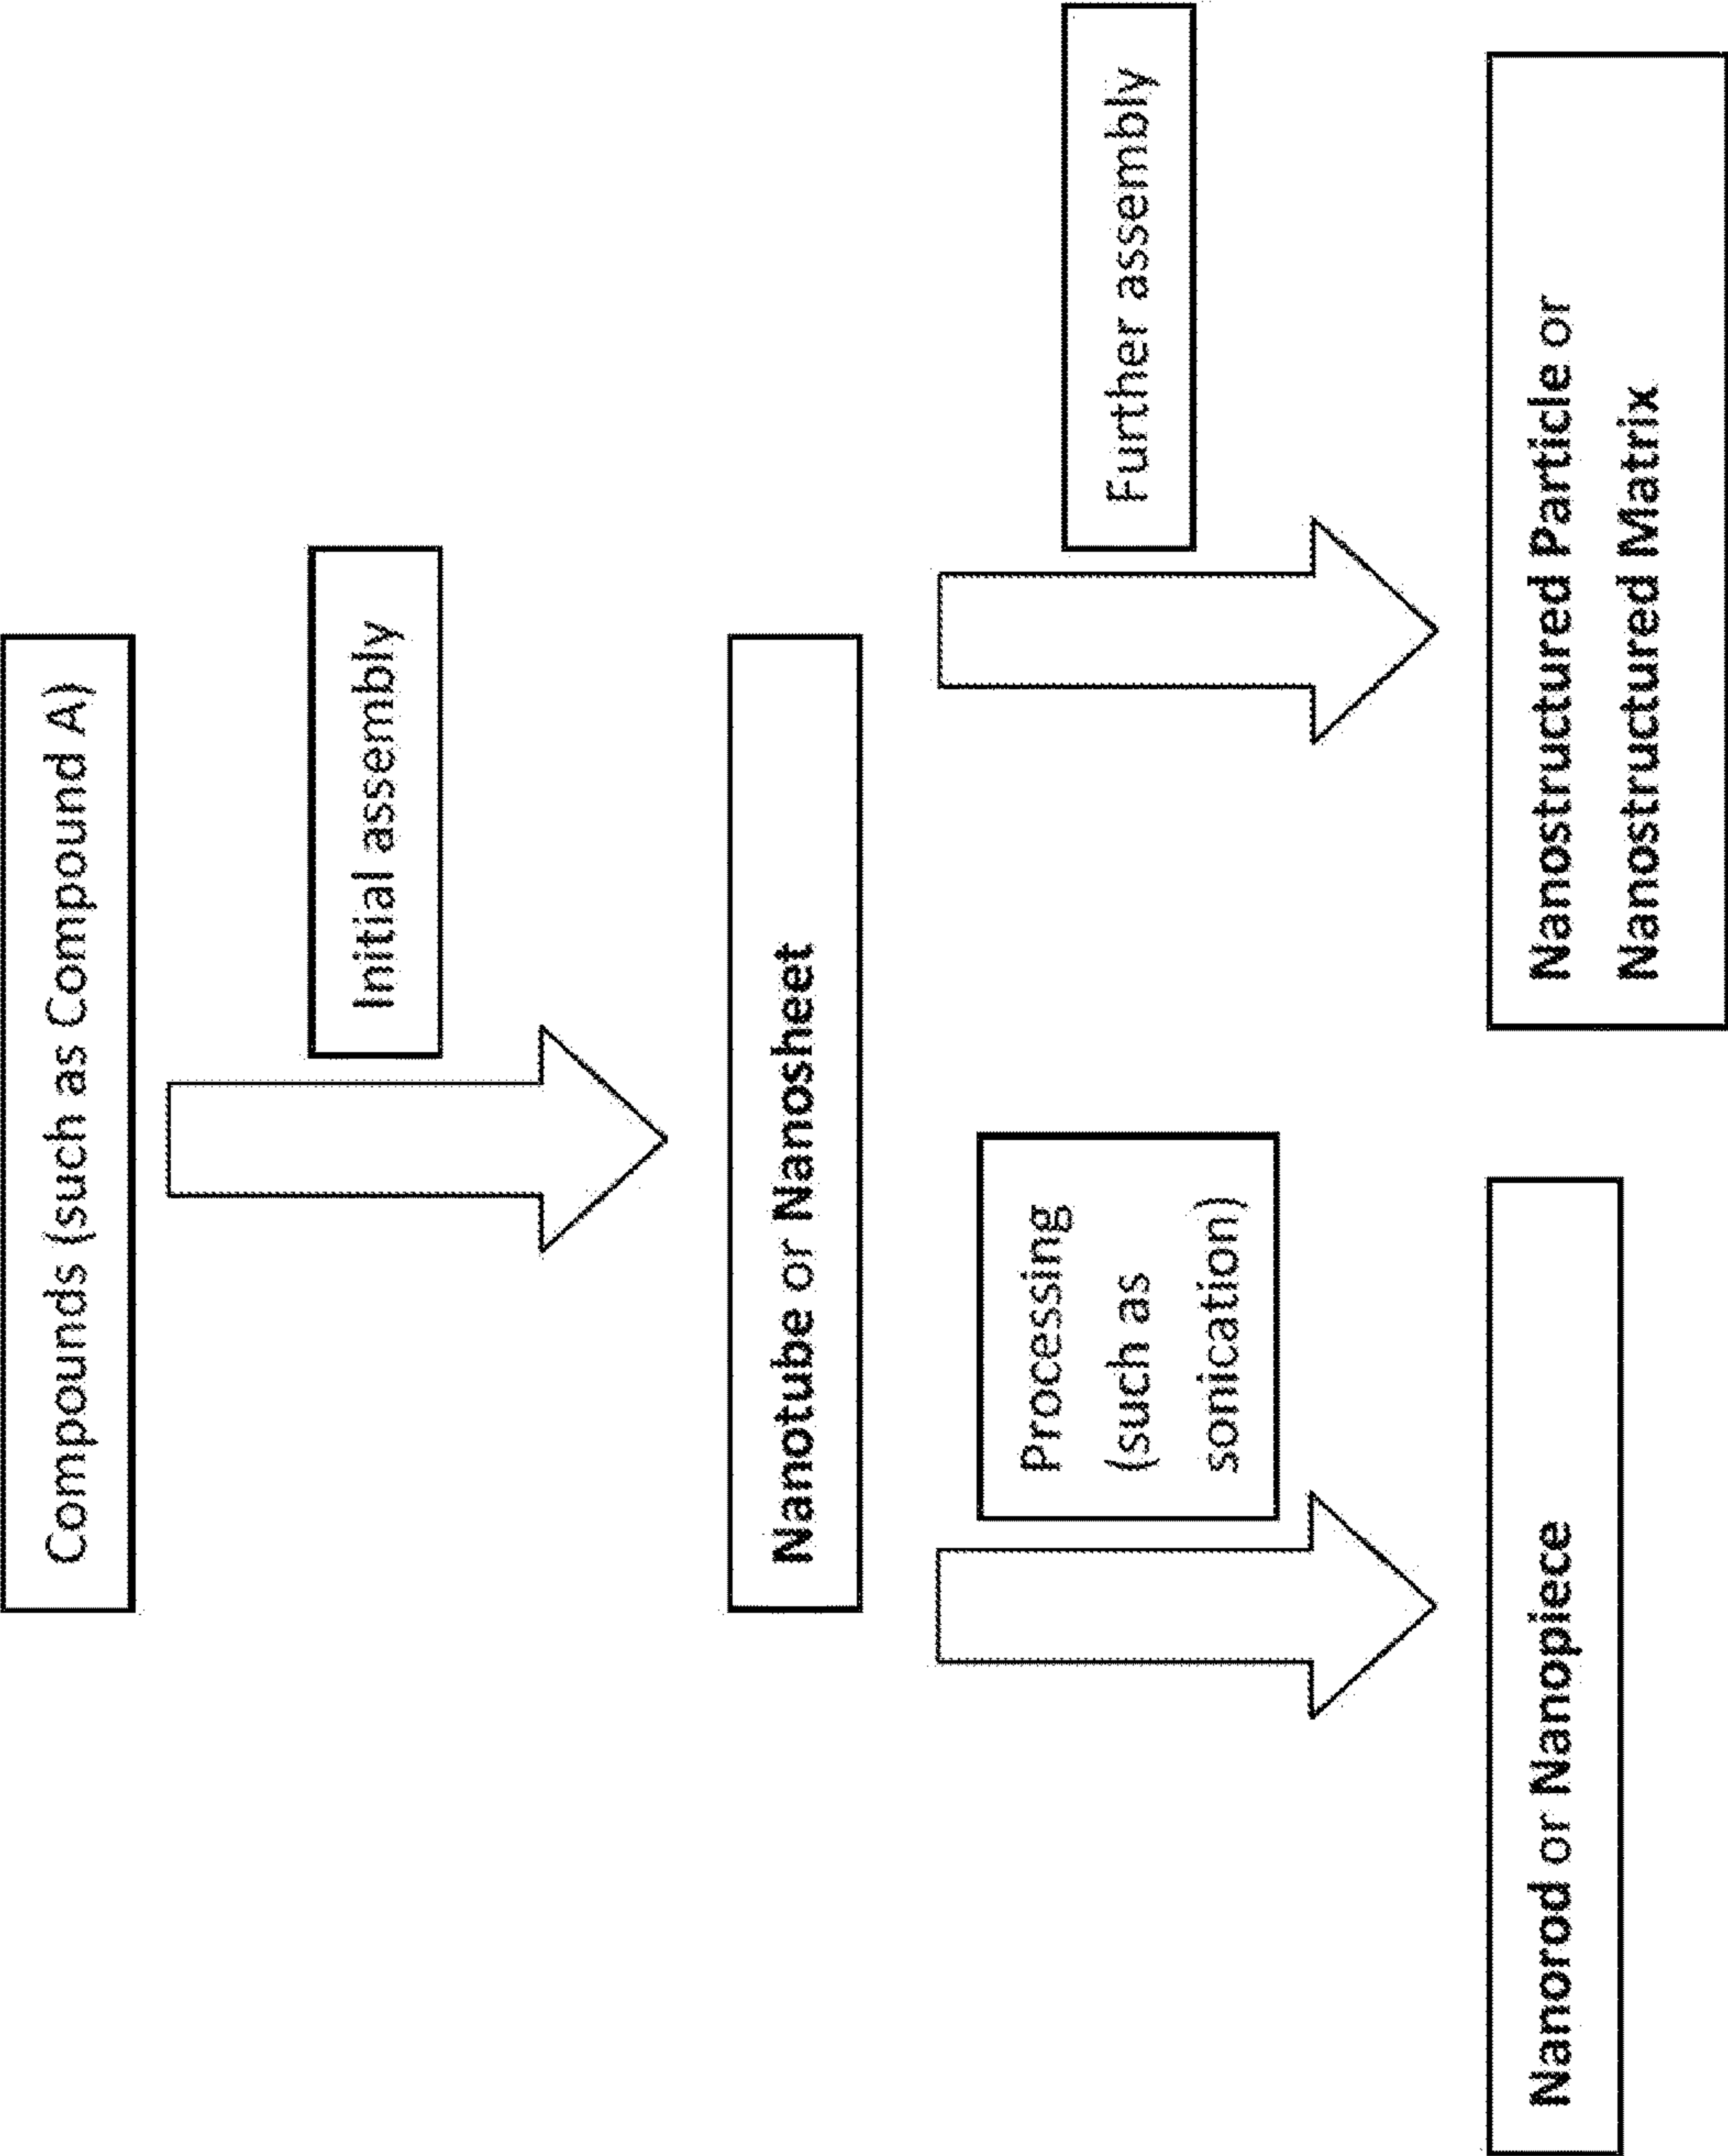 Compounds (such as Compound A)
Initial assembly
Nanotube or Nanosheet
Processing
(such as
sonication)
Further assembly
Nanorod or Nanopiece
Nanostructured Particle or
Nanostructured Matrix